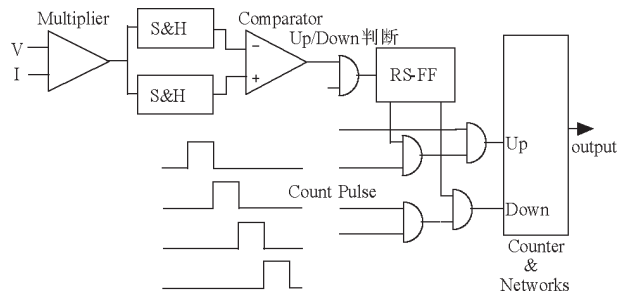 Multiplier
Comparator
S&H
V
I
Up/Down判断
S&H
RS-FF
Up
output
Count Pulse
Down
Counter
&
Networks
−
+